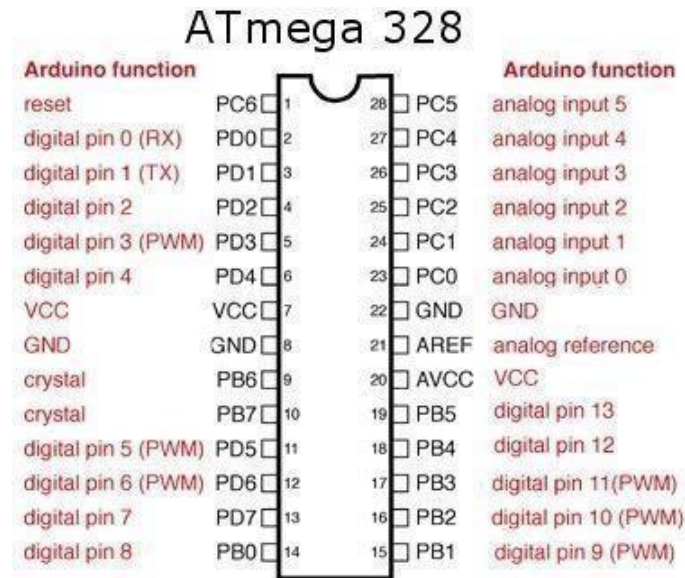 ATmega 328
Arduino function Arduino function
reset PC6 1 28 PC5 analog input 5
digital pin 0 (RX) PD0 2 27 PC4 analog input 4
digital pin 1 (TX) PD1 3 26 PC3 analog input 3
digital pin 2 PD2 4 25 PC2 analog input 2
digital pin 3 (PWM) PD3 5 24 PC1 analog input 1
digital pin 4 PD4 6 23 PC0 analog input 0
VCC VCC 7 22 GND GND
GND GND 8 21 AREF analog reference
crystal PB6 9 20 AVCC VCC
crystal PB7 10 19 PB5 digital pin 13
digital pin 5 (PWM) PD5 11 18 PB4 digital pin 12
digital pin 6 (PWM) PD6 12 17 PB3 digital pin 11(PWM)
digital pin 7 PD7 13 16 PB2 digital pin 10 (PWM)
digital pin 8 PB0 14 15 PB1 digital pin 9 (PWM)